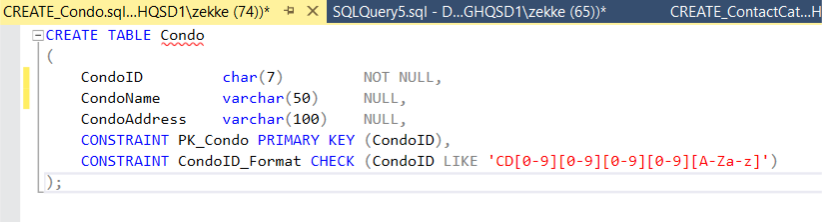 CREATE_Condo.sql...HQSD1\zekke (74))* SQLQuery5.sql - D...GHQSD1\zekke (65))* CREATE_ContactCat...H
CREATE TABLE Condo
(
CondoID char(7) NOT NULL,
CondoName varchar(50) NULL,
CondoAddress varchar(100) NULL,
CONSTRAINT PK_Condo PRIMARY KEY (CondoID),
CONSTRAINT CondoID_Format CHECK (CondoID LIKE 'CD[0-9][0-9][0-9][0-9][A-Za-z]')
);